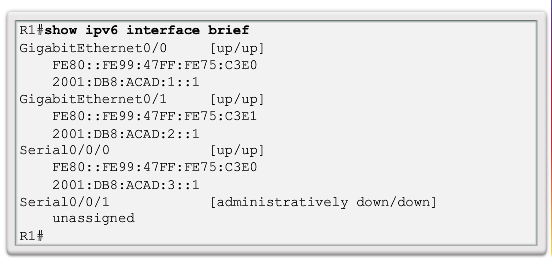 R1#show ipv6 interface brief
GigabitEthernet0/0 [up/up]
FE80::FE99:47FF:FE75:C3E0
2001:DB8:ACAD:1::1
GigabitEthernet0/1 [up/up]
FE80::FE99:47FF:FE75:C3E1
2001:DB8:ACAD:2::1
Serial0/0/0 [up/up]
FE80::FE99:47FF:FE75:C3E0
2001:DB8:ACAD:3::1
Serial0/0/1 [administratively down/down]
unassigned
R1#